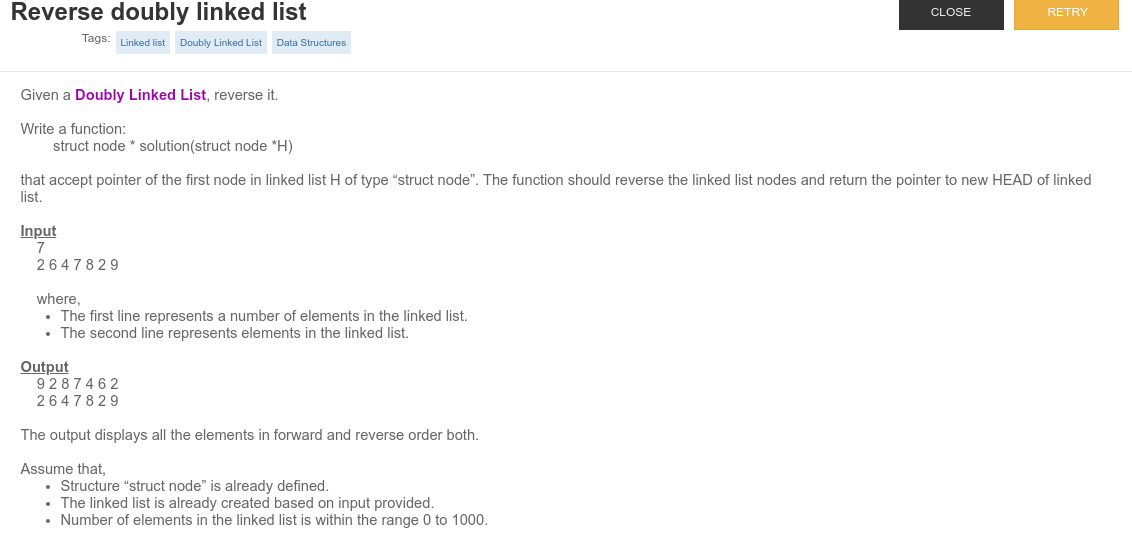 Reverse doubly linked list
CLOSE
RETRY
Tags: Linked list Doubly Linked List Data Structures
Given a Doubly Linked List, reverse it.
Write a function:
struct node * solution(struct node *H)
that accept pointer of the first node in linked list H of type “struct node”. The function should reverse the linked list nodes and return the pointer to new HEAD of linked
list.
Input
7
2 6 4 7 8 2 9
where,
• The first line represents a number of elements in the linked list.
• The second line represents elements in the linked list.
Output
9 2 8 7 4 6 2
2 6 4 7 8 2 9
The output displays all the elements in forward and reverse order both.
Assume that,
• Structure “struct node” is already defined.
• The linked list is already created based on input provided.
• Number of elements in the linked list is within the range 0 to 1000.